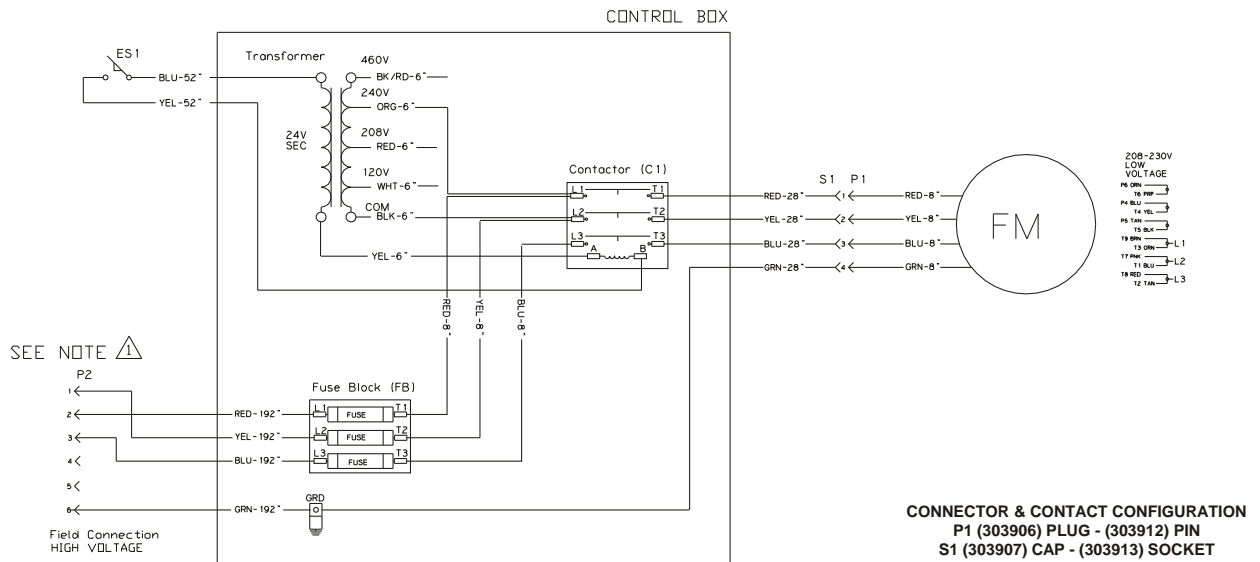 CONTROL BOX
ES1
BLU-52"
YEL-52"
Transformer
460V
BK/RD-6"
240V
ORG-6"
24V
SEC
208V
RED-6"
120V
WHT-6"
COM
BLK-6"
YEL-6"
Contactor (C1)
L1 T1
L2 T2
L3 T3
A B
S1 P1
RED-28" 1 RED-8"
YEL-28" 2 YEL-8"
BLU-28" 3 BLU-8"
GRN-28" 4 GRN-8"
FM
208-230V
LOW
VOLTAGE
P6 ORN
T6 PRP
P4 BLU
T4 YEL
P5 TAN
T5 BLK
T9 BRN
T3 ORN
L1
T7 PNK
T1 BLU
L2
T8 RED
T2 TAN
L3
RED-8"
YEL-8"
BLU-8"
SEE NOTE 1
P2
1
2
3
4
5
6
Field Connection
HIGH VOLTAGE
Fuse Block (FB)
RED-192" L1 FUSE T1
YEL-192" L2 FUSE T2
BLU-192" L3 FUSE T3
GRN-192" GRD
CONNECTOR & CONTACT CONFIGURATION
P1 (303906) PLUG - (303912) PIN
S1 (303907) CAP - (303913) SOCKET